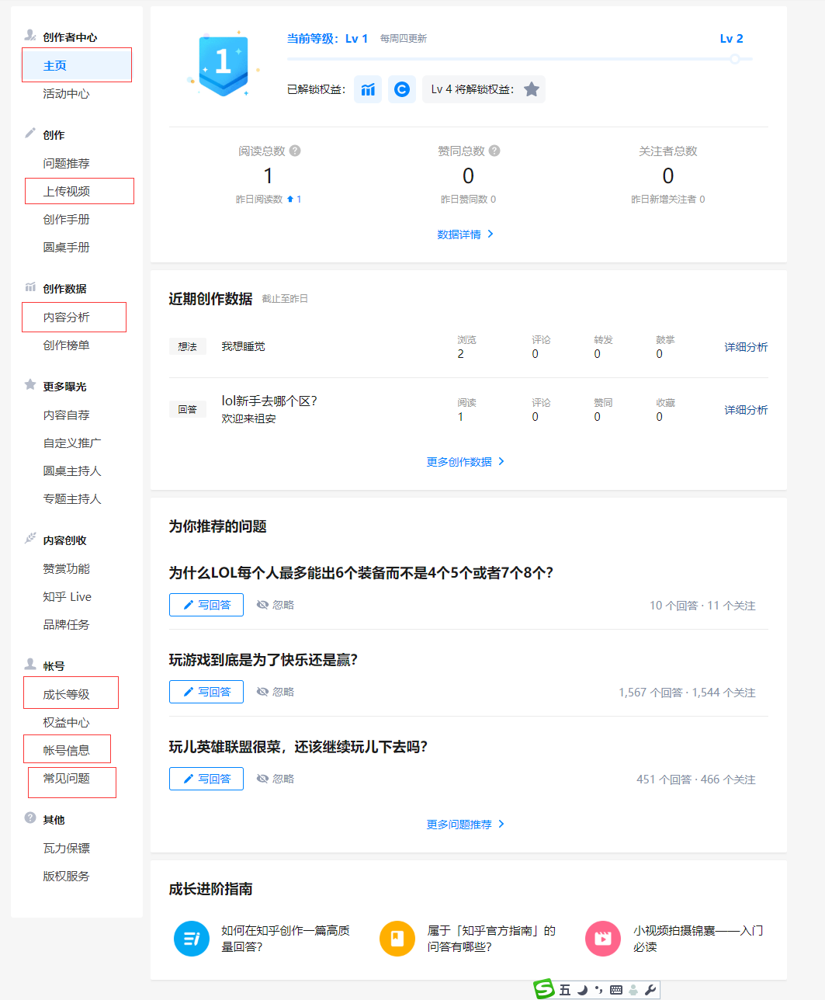 创作者中心
主页
活动中心
创作
问题推荐
上传视频
创作手册
圆桌手册
创作数据
内容分析
创作榜单
更多曝光
内容自荐
自定义推广
圆桌主持人
专题主持人
内容创收
赞赏功能
知乎 Live
品牌任务
帐号
成长等级
权益中心
帐号信息
常见问题
其他
瓦力保镖
版权服务
1
当前等级：Lv 1 每周四更新 Lv 2
已解锁权益： Lv 4 将解锁权益：
阅读总数 赞同总数 关注者总数
1 0 0
昨日阅读数 1 昨日赞同数 0 昨日新增关注者 0
数据详情
近期创作数据 截止至昨日
想法 我想睡觉 浏览 2 评论 0 转发 0 鼓掌 0 详细分析
回答 lol新手去哪个区？ 阅读 1 评论 0 赞同 0 收藏 0 详细分析
欢迎来祖安
更多创作数据
为你推荐的问题
为什么LOL每个人最多能出6个装备而不是4个5个或者7个8个？
写回答 忽略 10 个回答 · 11 个关注
玩游戏到底是为了快乐还是赢？
写回答 忽略 1,567 个回答 · 1,544 个关注
玩儿英雄联盟很菜，还该继续玩儿下去吗？
写回答 忽略 451 个回答 · 466 个关注
更多问题推荐
成长进阶指南
如何在知乎创作一篇高质
量回答？
属于「知乎官方指南」的
问答有哪些？
小视频拍摄锦囊——入门
必读
五